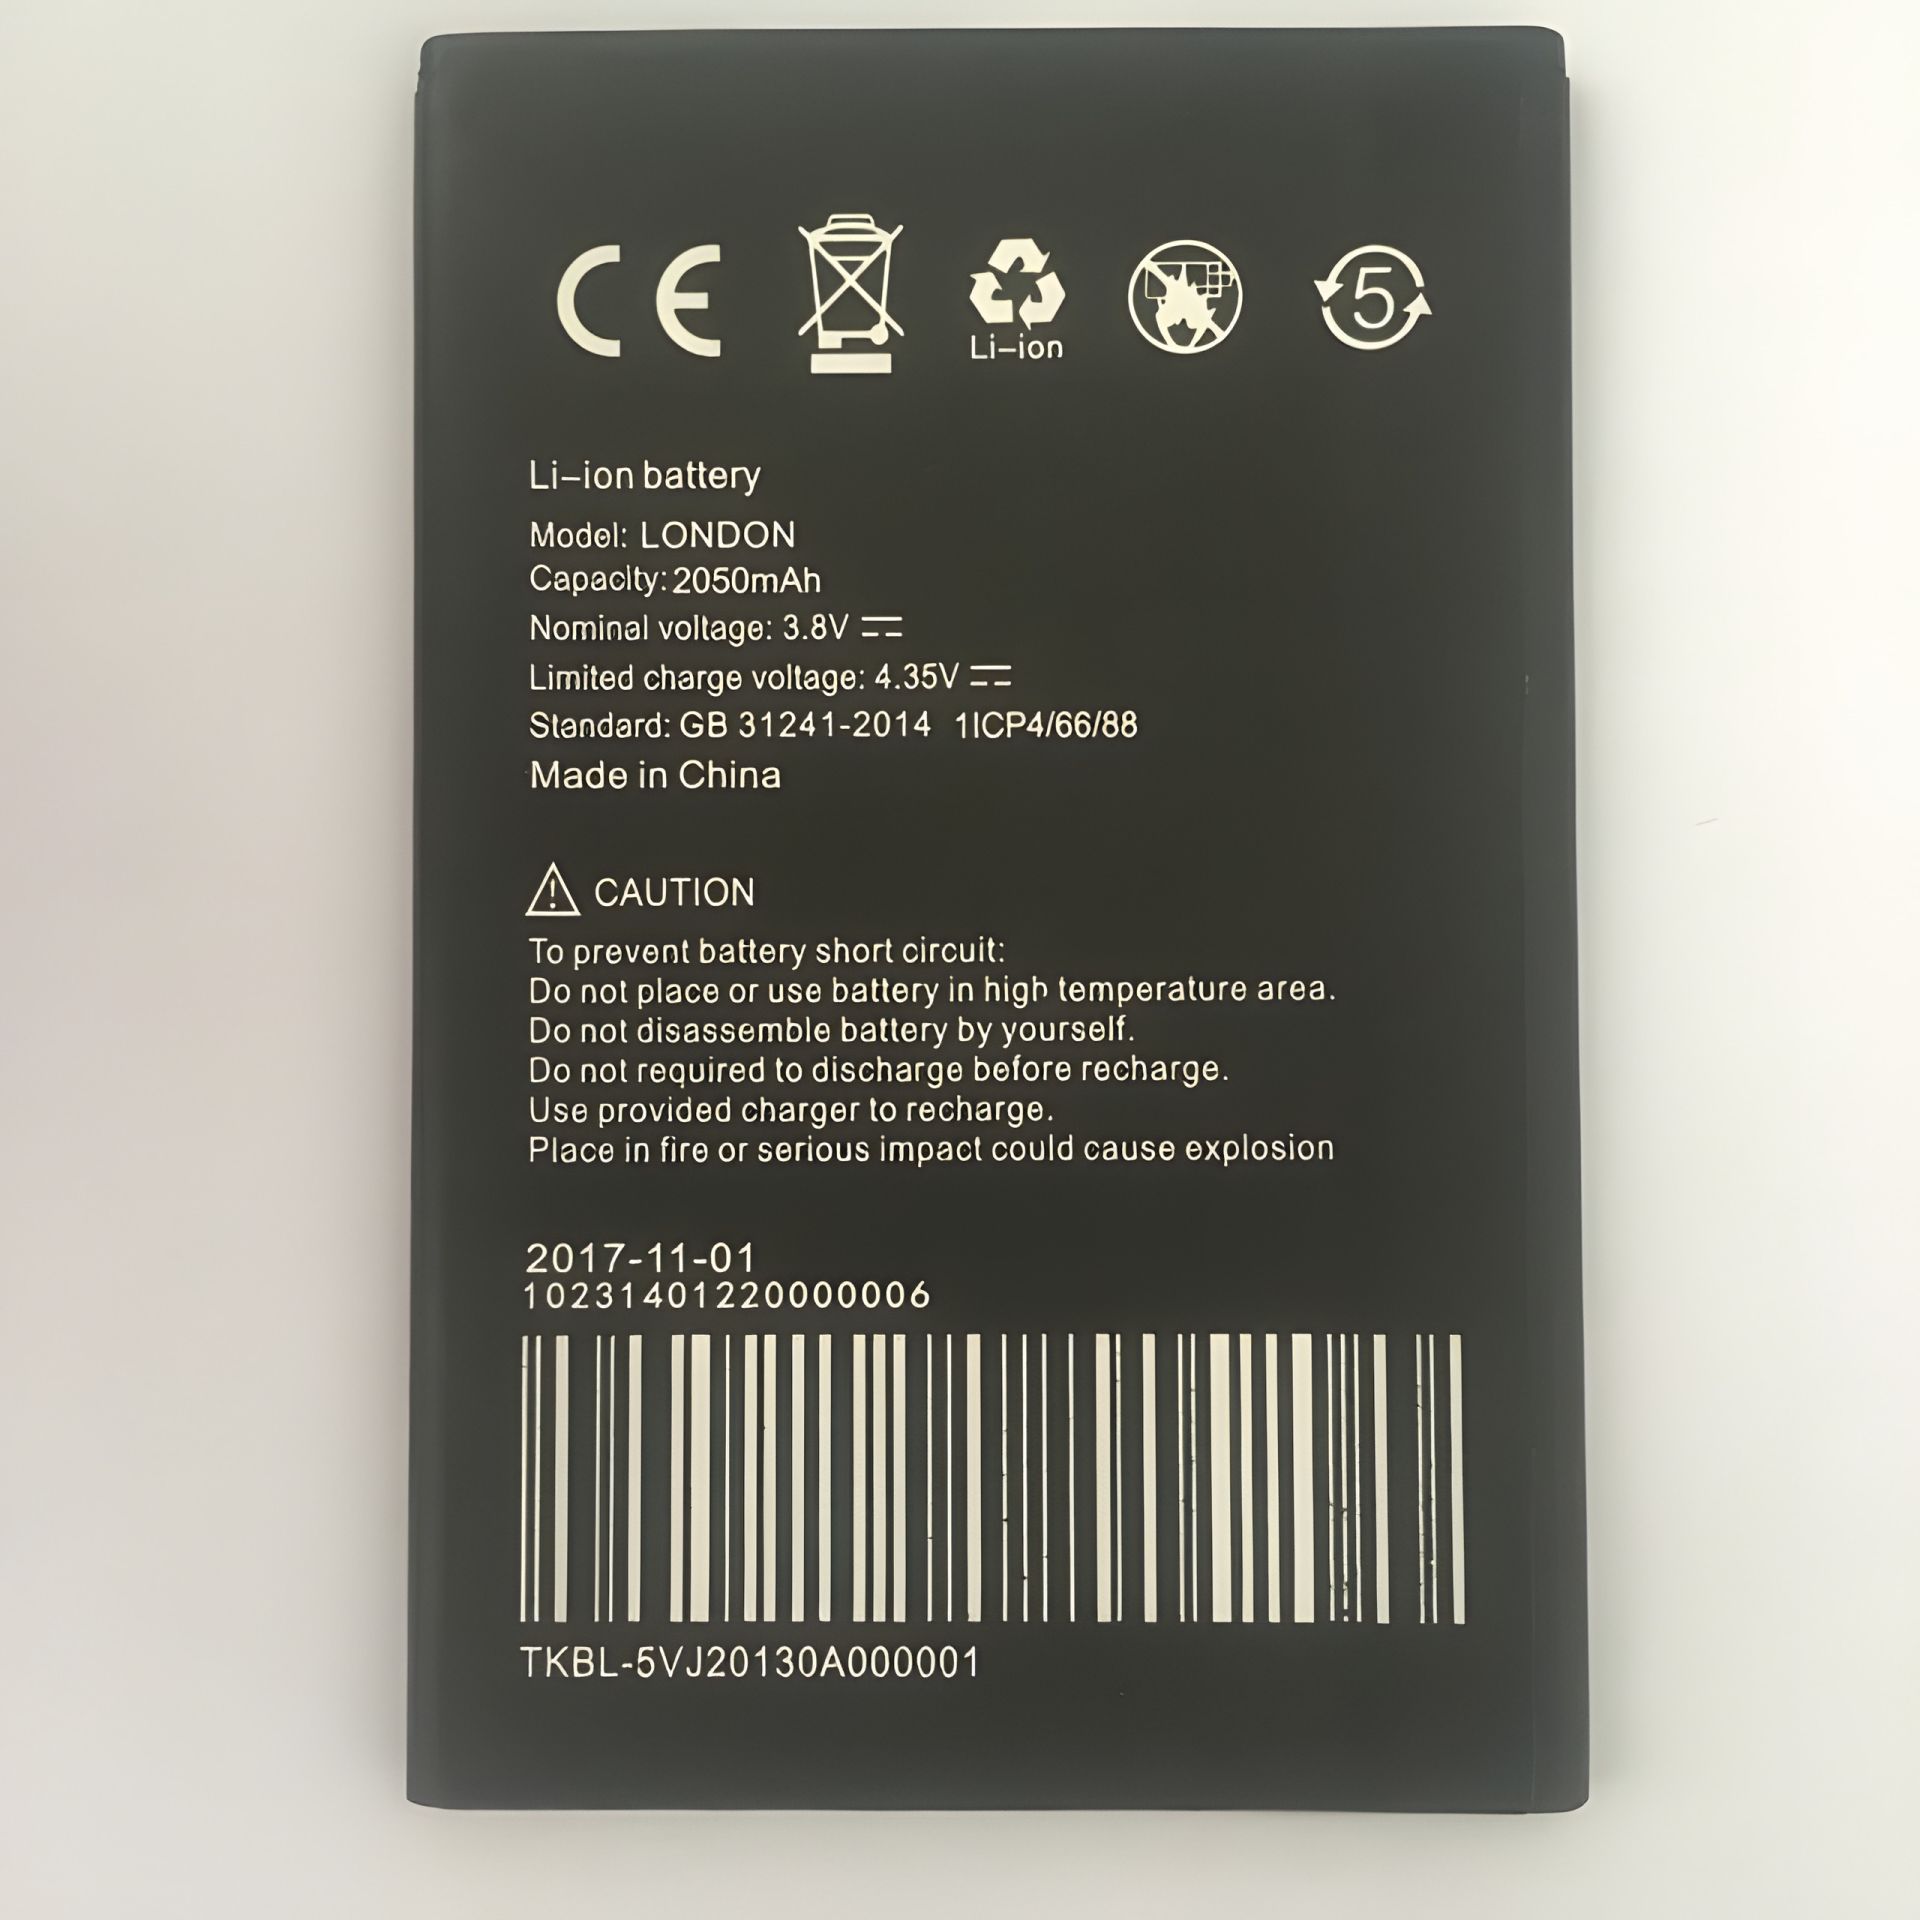 CE
Li-ion
5
Li-ion battery
Model: LONDON
Capacity: 2050mAh
Nominal voltage: 3.8V
Limited charge voltage: 4.35V
Standard: GB 31241-2014 1ICP4/66/88
Made in China
CAUTION
To prevent battery short circuit:
Do not place or use battery in high temperature area.
Do not disassemble battery by yourself.
Do not required to discharge before recharge.
Use provided charger to recharge.
Place in fire or serious impact could cause explosion
2017-11-01
10231401220000006
TKBL-5VJ20130A000001